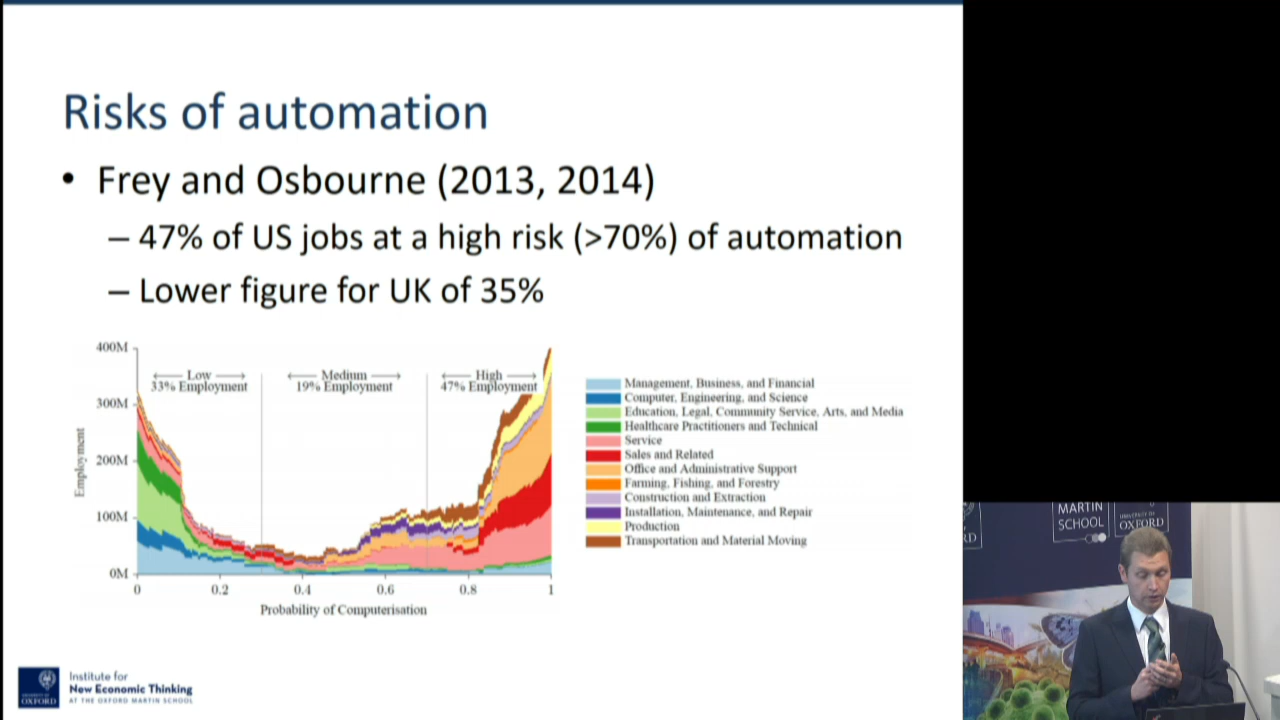 Risks of automation
• Frey and Osbourne (2013, 2014)
– 47% of US jobs at a high risk (>70%) of automation
– Lower figure for UK of 35%
400M
300M
200M
100M
0M
Employment
Low
33% Employment
Medium
19% Employment
High
47% Employment
0
0.2
0.4
0.6
0.8
1
Probability of Computerisation
Management, Business, and Financial
Computer, Engineering, and Science
Education, Legal, Community Service, Arts, and Media
Healthcare Practitioners and Technical
Service
Sales and Related
Office and Administrative Support
Farming, Fishing, and Forestry
Construction and Extraction
Installation, Maintenance, and Repair
Production
Transportation and Material Moving
UNIVERSITY OF
OXFORD
Institute for
New Economic Thinking
AT THE OXFORD MARTIN SCHOOL
RD
MARTIN
SCHOOL
UNIVERSITY OF
OXFORD